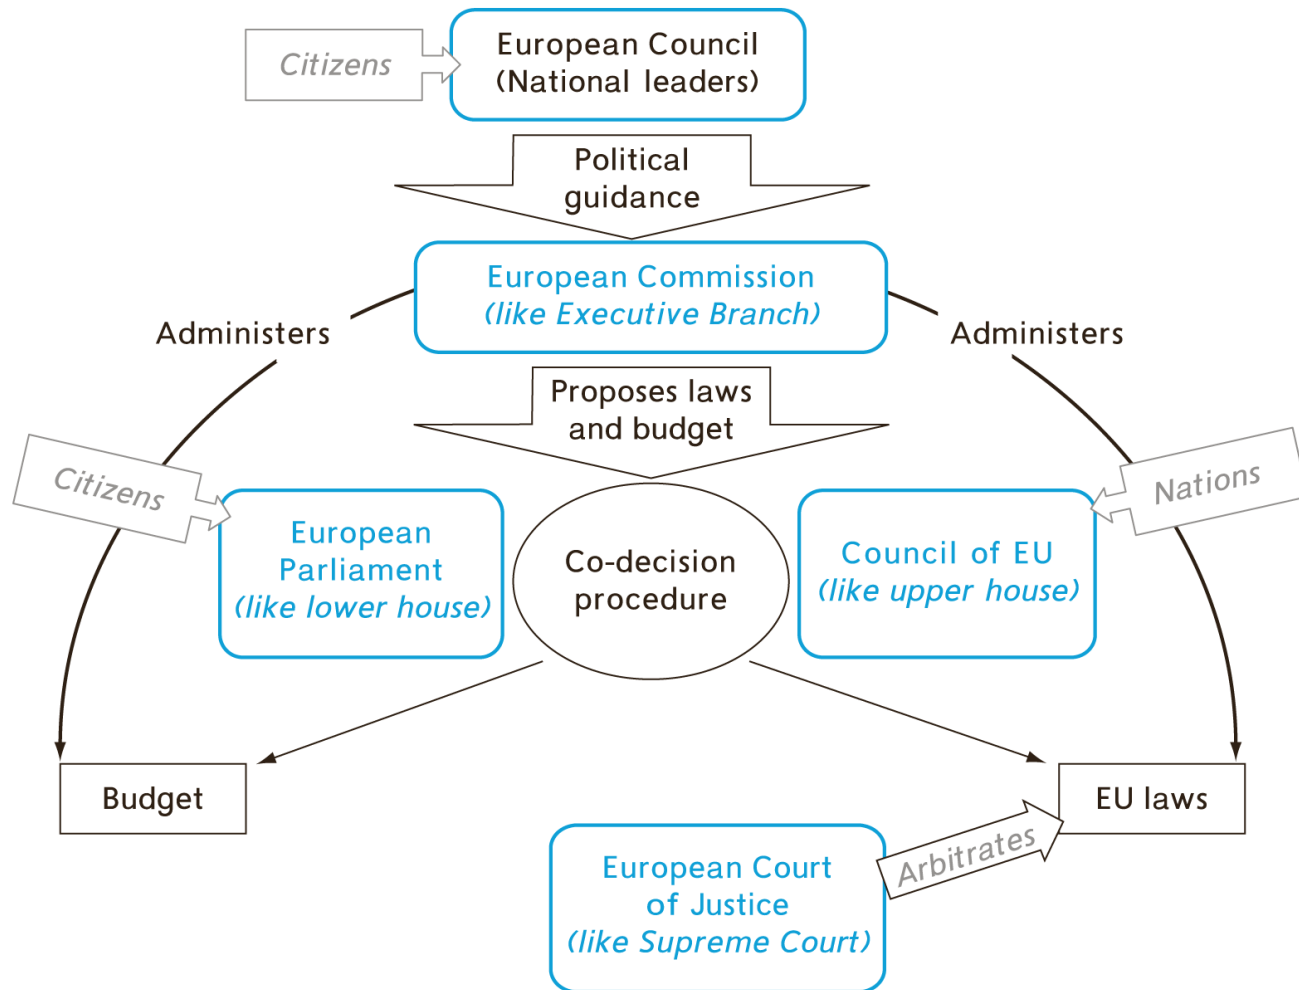 Citizens
European Council
(National leaders)
Political
guidance
European Commission
(like Executive Branch)
Administers
Administers
Proposes laws
and budget
Citizens
Nations
European
Parliament
(like lower house)
Co-decision
procedure
Council of EU
(like upper house)
Budget
EU laws
European Court
of Justice
(like Supreme Court)
Arbitrates